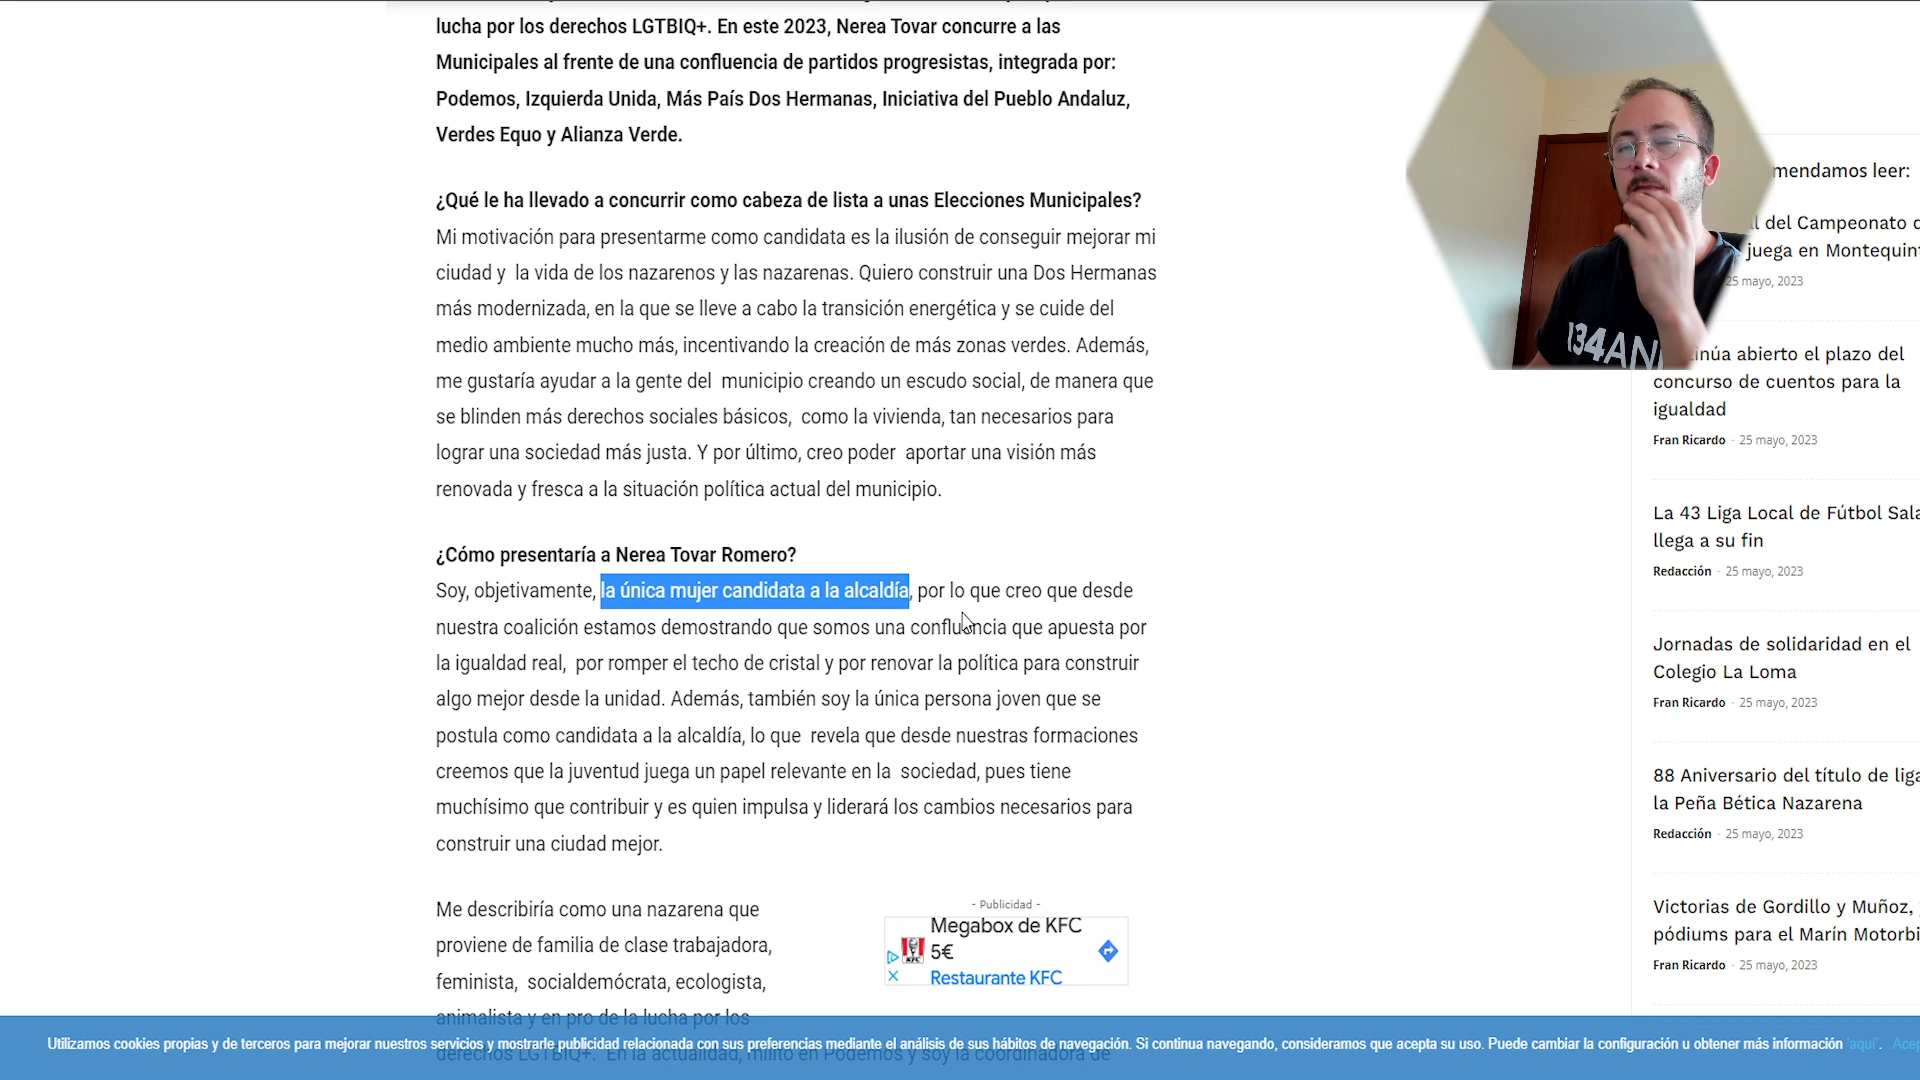 lucha por los derechos LGTBIQ+. En este 2023, Nerea Tovar concurre a las
Municipales al frente de una confluencia de partidos progresistas, integrada por:
Podemos, Izquierda Unida, Más País Dos Hermanas, Iniciativa del Pueblo Andaluz,
Verdes Equo y Alianza Verde.
¿Qué le ha llevado a concurrir como cabeza de lista a unas Elecciones Municipales?
Mi motivación para presentarme como candidata es la ilusión de conseguir mejorar mi
ciudad y la vida de los nazarenos y las nazarenas. Quiero construir una Dos Hermanas
más modernizada, en la que se lleve a cabo la transición energética y se cuide del
medio ambiente mucho más, incentivando la creación de más zonas verdes. Además,
me gustaría ayudar a la gente del municipio creando un escudo social, de manera que
se blinden más derechos sociales básicos, como la vivienda, tan necesarios para
lograr una sociedad más justa. Y por último, creo poder aportar una visión más
renovada y fresca a la situación política actual del municipio.
¿Cómo presentaría a Nerea Tovar Romero?
Soy, objetivamente, la única mujer candidata a la alcaldía, por lo que creo que desde
nuestra coalición estamos demostrando que somos una confluencia que apuesta por
la igualdad real, por romper el techo de cristal y por renovar la política para construir
algo mejor desde la unidad. Además, también soy la única persona joven que se
postula como candidata a la alcaldía, lo que revela que desde nuestras formaciones
creemos que la juventud juega un papel relevante en la sociedad, pues tiene
muchísimo que contribuir y es quien impulsa y liderará los cambios necesarios para
construir una ciudad mejor.
Me describiría como una nazarena que
proviene de familia de clase trabajadora,
feminista, socialdemócrata, ecologista,
animalista y en pro de la lucha por los
derechos LGTBIQ+. En la actualidad, milito en Podemos y soy la coordinadora de
- Publicidad -
Megabox de KFC
5€
Restaurante KFC
KFC
134AN
mendamos leer:
l del Campeonato d
juega en Montequint
25 mayo, 2023
inúa abierto el plazo del
concurso de cuentos para la
igualdad
Fran Ricardo - 25 mayo, 2023
La 43 Liga Local de Fútbol Sala
llega a su fin
Redacción - 25 mayo, 2023
Jornadas de solidaridad en el
Colegio La Loma
Fran Ricardo - 25 mayo, 2023
88 Aniversario del título de liga
la Peña Bética Nazarena
Redacción - 25 mayo, 2023
Victorias de Gordillo y Muñoz,
pódiums para el Marín Motorbi
Fran Ricardo - 25 mayo, 2023
Utilizamos cookies propias y de terceros para mejorar nuestros servicios y mostrarle publicidad relacionada con sus preferencias mediante el análisis de sus hábitos de navegación. Si continua navegando, consideramos que acepta su uso. Puede cambiar la configuración u obtener más información 'aquí'. Acep